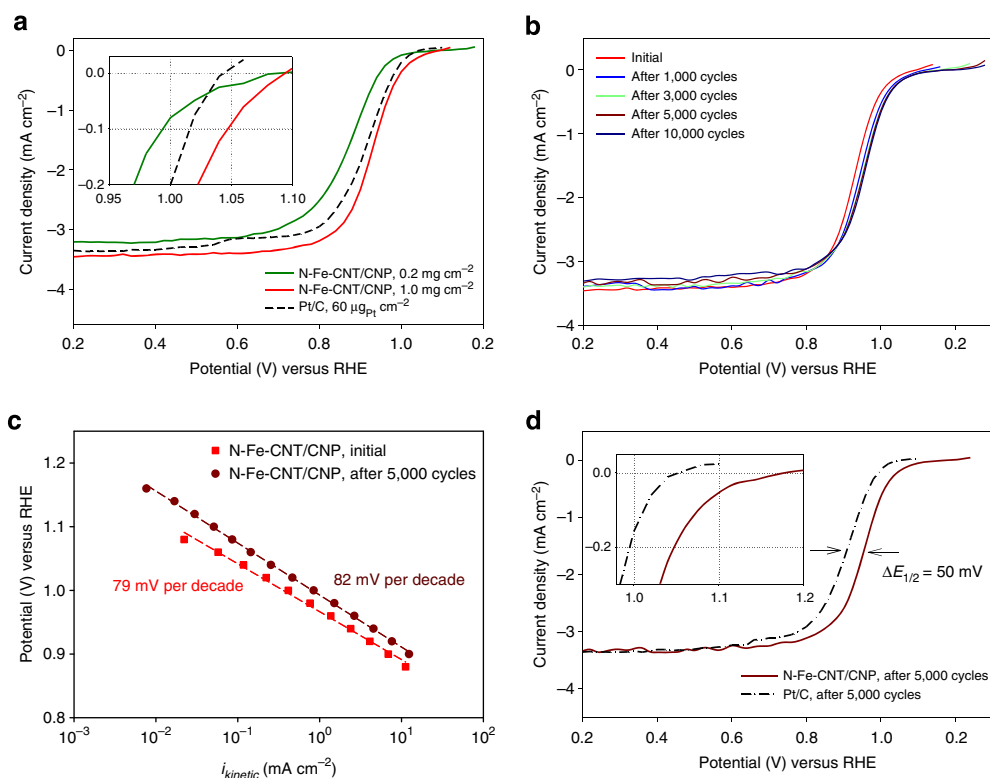 a
0
–1
–2
–3
–4
Current density (mA cm–2)
0.0
–0.1
–0.2
0.95
1.00
1.05
1.10
N-Fe-CNT/CNP, 0.2 mg cm–2
N-Fe-CNT/CNP, 1.0 mg cm–2
Pt/C, 60 μgPt cm–2
0.2
0.4
0.6
0.8
1.0
0.2
Potential (V) versus RHE
b
1
0
–1
–2
–3
–4
Current density (mA cm–2)
Initial
After 1,000 cycles
After 3,000 cycles
After 5,000 cycles
After 10,000 cycles
0.2
0.4
0.6
0.8
1.0
0.2
Potential (V) versus RHE
c
1.2
1.1
1.0
0.9
0.8
Potential (V) versus RHE
N-Fe-CNT/CNP, initial
N-Fe-CNT/CNP, after 5,000 cycles
79 mV per decade
82 mV per decade
10–3
10–2
10–1
100
101
102
ikinetic (mA cm–2)
d
0
–1
–2
–3
–4
Current density (mA cm–2)
0.0
–0.2
1.0
1.1
1.2
ΔE1/2 = 50 mV
N-Fe-CNT/CNP, after 5,000 cycles
Pt/C, after 5,000 cycles
0.2
0.4
0.6
0.8
1.0
0.2
Potential (V) versus RHE